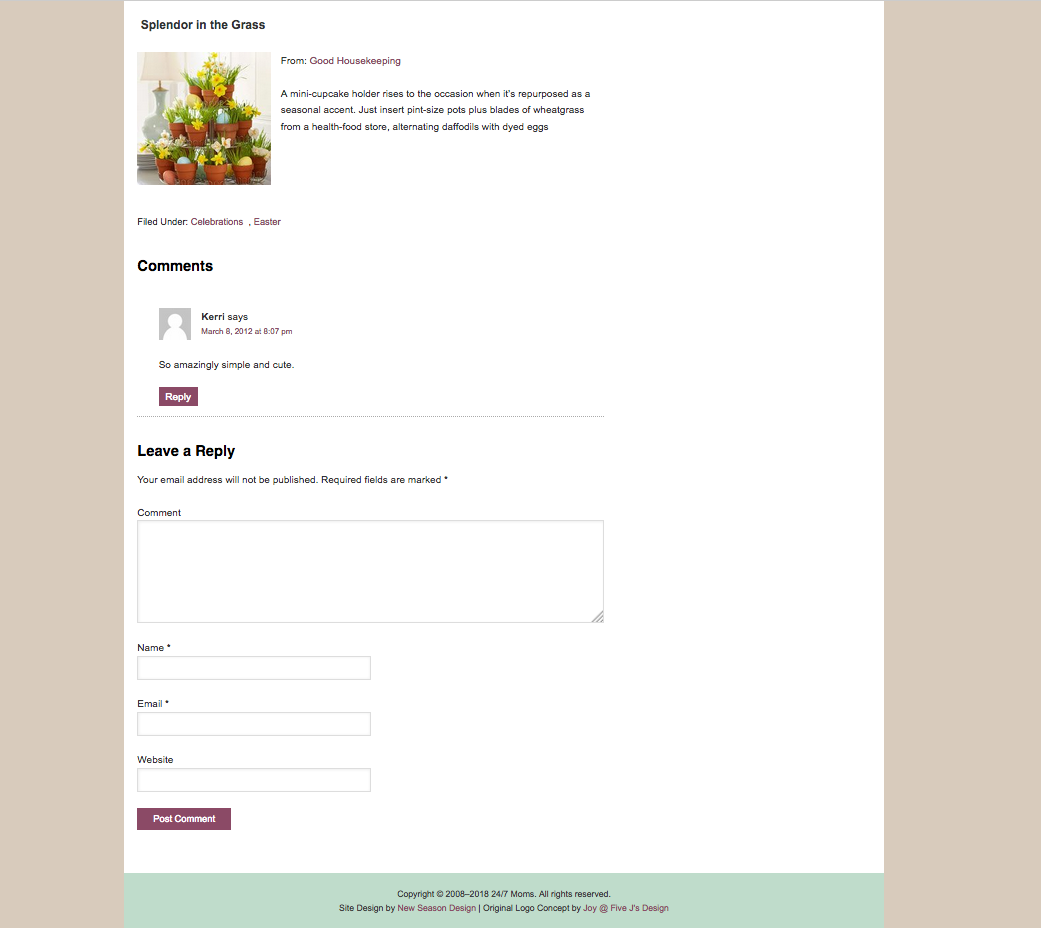 Splendor in the Grass
From: Good Housekeeping
A mini-cupcake holder rises to the occasion when it's repurposed as a
seasonal accent. Just insert pint-size pots plus blades of wheatgrass
from a health-food store, alternating daffodils with dyed eggs
Filed Under: Celebrations , Easter
Comments
Kerri says
March 8, 2012 at 8:07 pm
So amazingly simple and cute.
Reply
Leave a Reply
Your email address will not be published. Required fields are marked *
Comment
Name *
Email *
Website
Post Comment
Copyright © 2008–2018 24/7 Moms. All rights reserved.
Site Design by New Season Design | Original Logo Concept by Joy @ Five J's Design